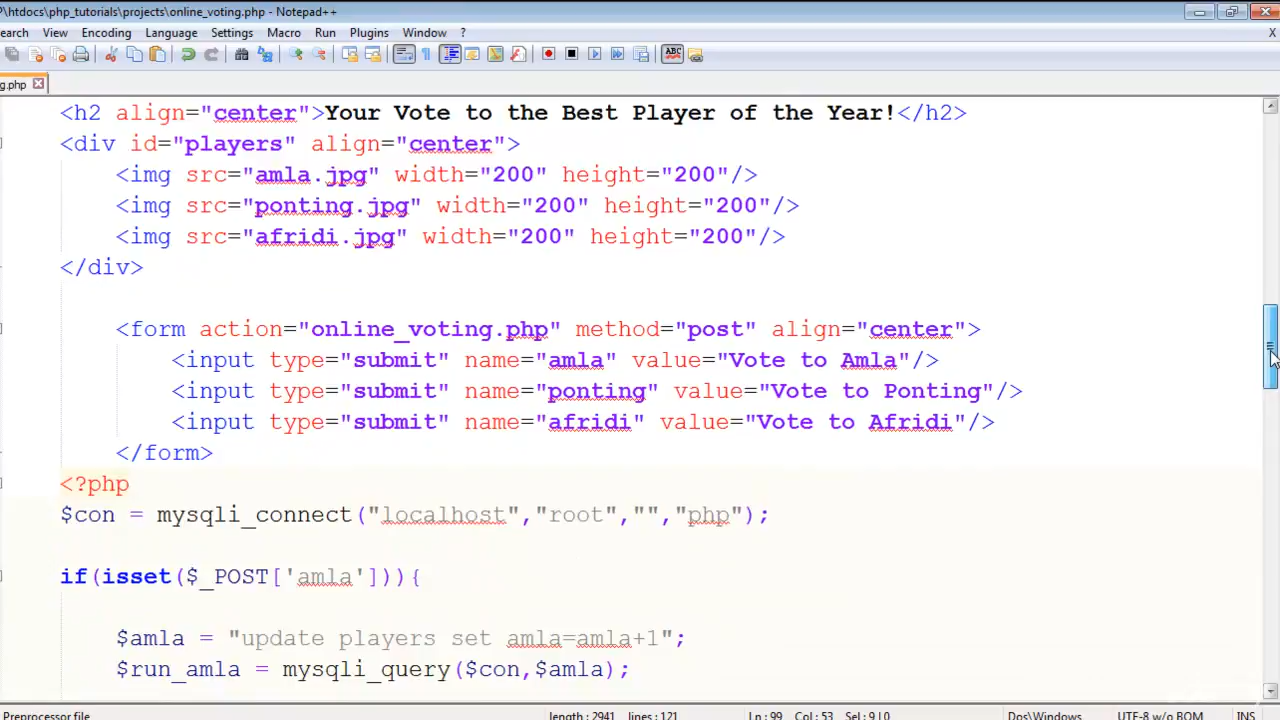 \htdocs\php_tutorials\projects\online_voting.php - Notepad++
earch View Encoding Language Settings Macro Run Plugins Window ? X
ABC
g.php
<h2 align="center">Your Vote to the Best Player of the Year!</h2>
<div id="players" align="center">
<img src="amla.jpg" width="200" height="200"/>
<img src="ponting.jpg" width="200" height="200"/>
<img src="afridi.jpg" width="200" height="200"/>
</div>
<form action="online_voting.php" method="post" align="center">
<input type="submit" name="amla" value="Vote to Amla"/>
<input type="submit" name="ponting" value="Vote to Ponting"/>
<input type="submit" name="afridi" value="Vote to Afridi"/>
</form>
<?php
$con = mysqli_connect("localhost","root","","php");
if(isset($_POST['amla'])){
$amla = "update players set amla=amla+1";
$run_amla = mysqli_query($con,$amla);
Preprocessor file length : 2941 lines : 121 Ln : 99 Col : 53 Sel : 9 | 0 Dos\Windows UTF-8 w/o BOM INS